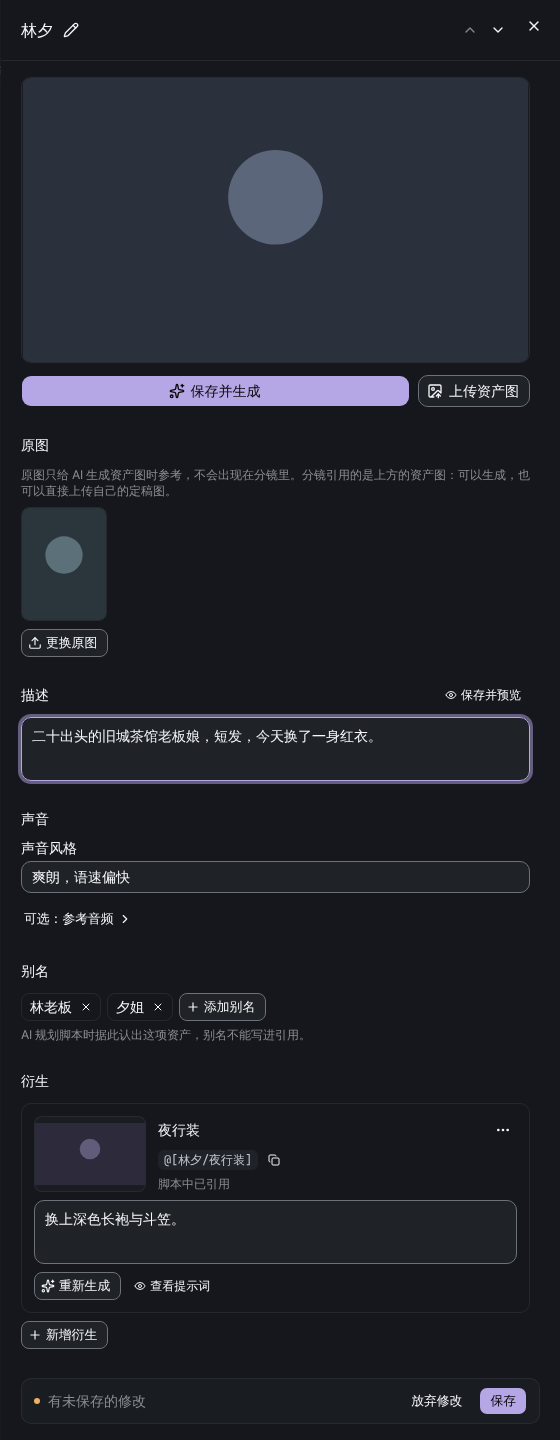 林夕
保存并生成
上传资产图
原图
原图只给 AI 生成资产图时参考，不会出现在分镜里。分镜引用的是上方的资产图：可以生成，也
可以直接上传自己的定稿图。
更换原图
描述
保存并预览
二十出头的旧城茶馆老板娘，短发，今天换了一身红衣。
声音
声音风格
爽朗，语速偏快
可选：参考音频
别名
林老板
夕姐
添加别名
AI 规划脚本时据此认出这项资产，别名不能写进引用。
衍生
夜行装
@[林夕/夜行装]
脚本中已引用
换上深色长袍与斗笠。
重新生成
查看提示词
新增衍生
有未保存的修改
放弃修改
保存